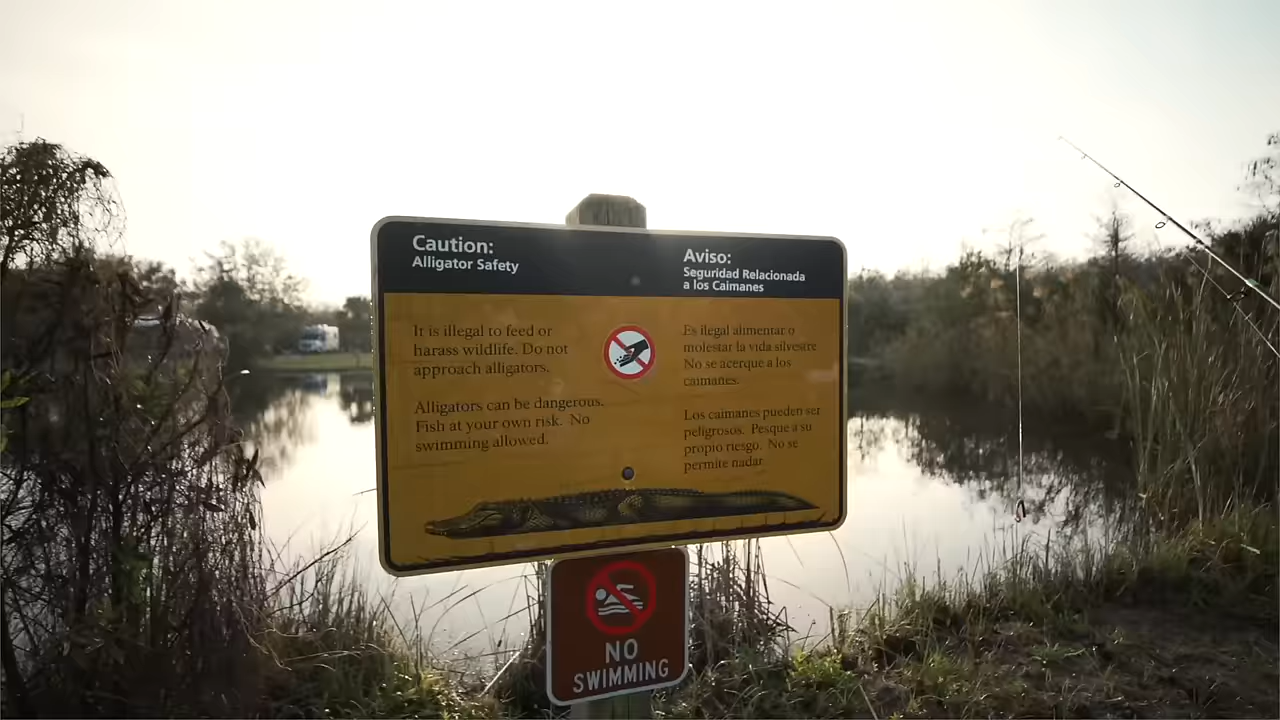 Caution:
Alligator Safety
It is illegal to feed or
harass wildlife. Do not
approach alligators.
Alligators can be dangerous.
Fish at your own risk. No
swimming allowed.
Aviso:
Seguridad Relacionada
a los Caimanes
Es ilegal alimentar o
molestar la vida silvestre
No se acerque a los
caimanes.
Los caimanes pueden ser
peligrosos. Pesque a su
propio riesgo. No se
permite nadar
NO
SWIMMING